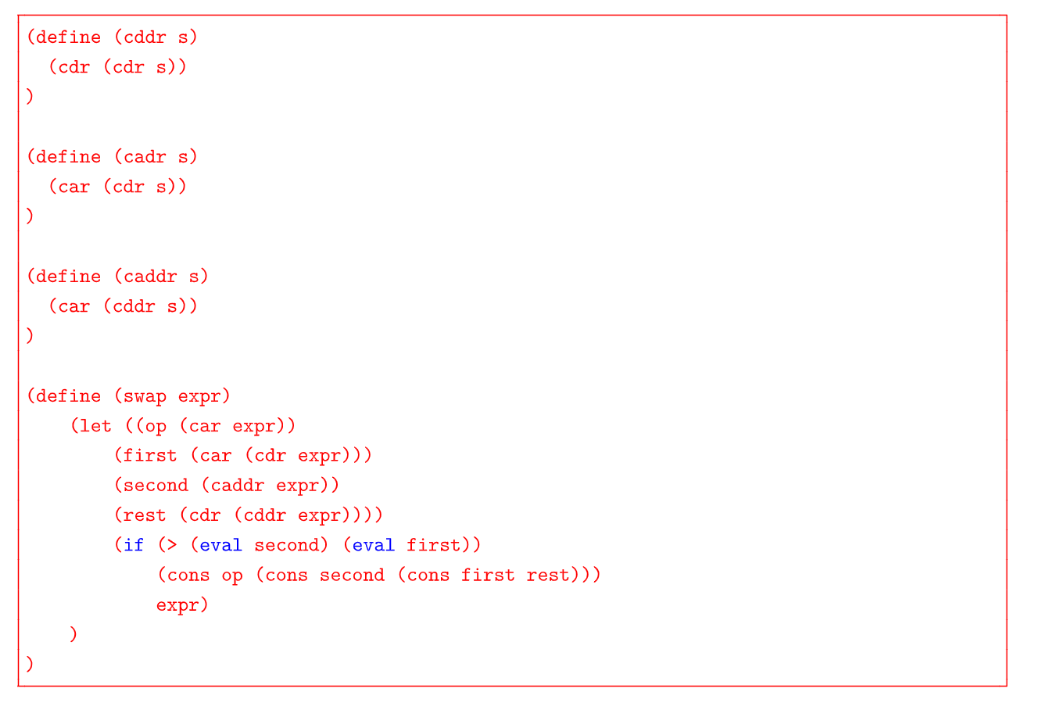 (define (cddr s)
  (cdr (cdr s))
)

(define (cadr s)
  (car (cdr s))
)

(define (caddr s)
  (car (cddr s))
)

(define (swap expr)
    (let ((op (car expr))
        (first (car (cdr expr)))
        (second (caddr expr))
        (rest (cdr (cddr expr))))
        (if (> (eval second) (eval first))
            (cons op (cons second (cons first rest)))
            expr)
    )
)